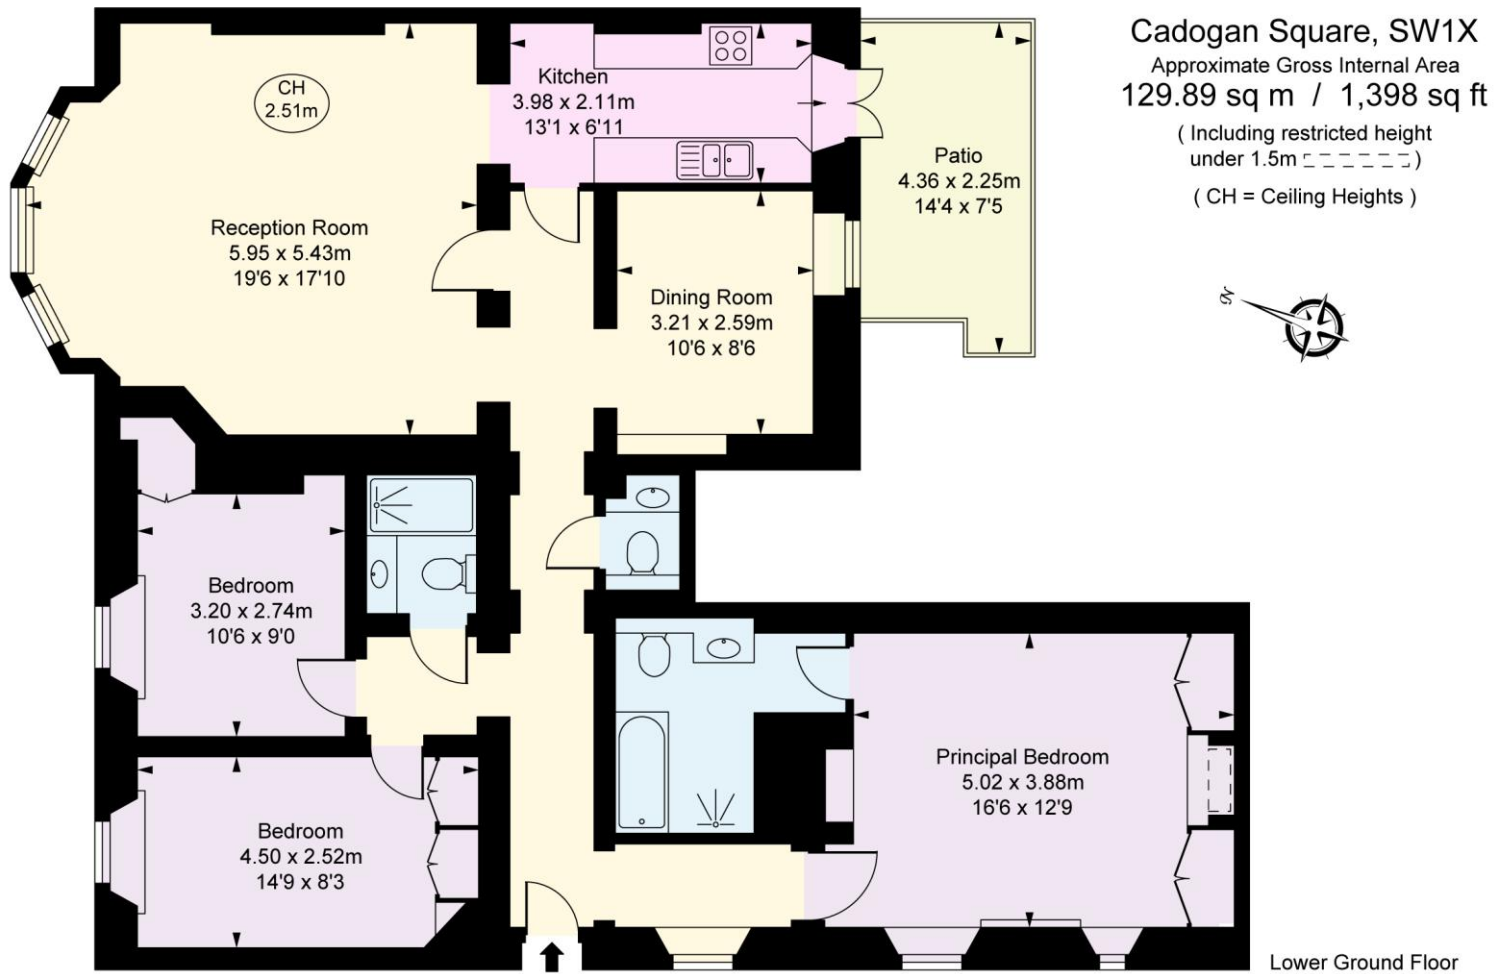 Cadogan Square, SW1X
Approximate Gross Internal Area
129.89 sq m / 1,398 sq ft
( Including restricted height
under 1.5m )
( CH = Ceiling Heights )
CH
2.51m
Kitchen
3.98 x 2.11m
13'1 x 6'11
Patio
4.36 x 2.25m
14'4 x 7'5
Reception Room
5.95 x 5.43m
19'6 x 17'10
Dining Room
3.21 x 2.59m
10'6 x 8'6
N
Bedroom
3.20 x 2.74m
10'6 x 9'0
Principal Bedroom
5.02 x 3.88m
16'6 x 12'9
Bedroom
4.50 x 2.52m
14'9 x 8'3
Lower Ground Floor